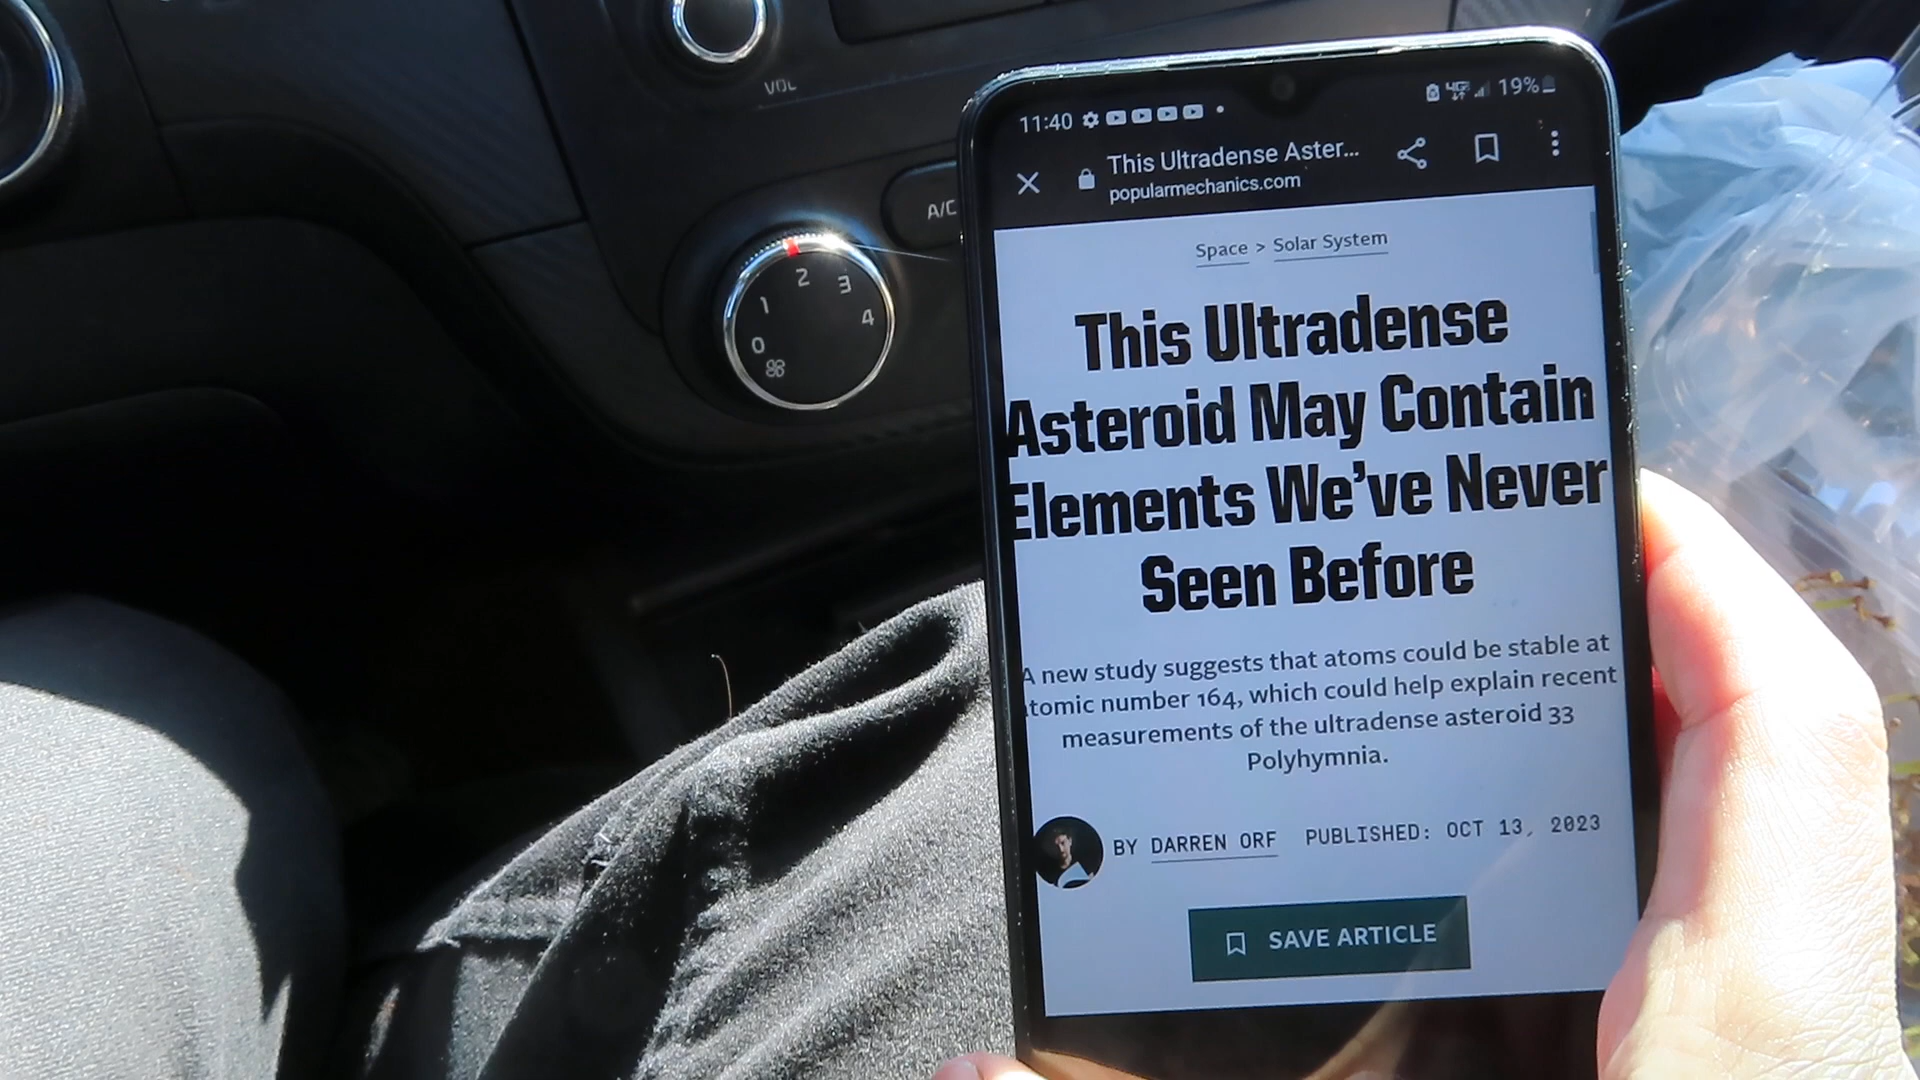 VOL
A/C
0
1
2
3
4
11:40
4G
19%
This Ultradense Aster...
popularmechanics.com
Space > Solar System
This Ultradense
Asteroid May Contain
Elements We've Never
Seen Before
A new study suggests that atoms could be stable at
atomic number 164, which could help explain recent
measurements of the ultradense asteroid 33
Polyhymnia.
BY DARREN ORF PUBLISHED: OCT 13, 2023
SAVE ARTICLE